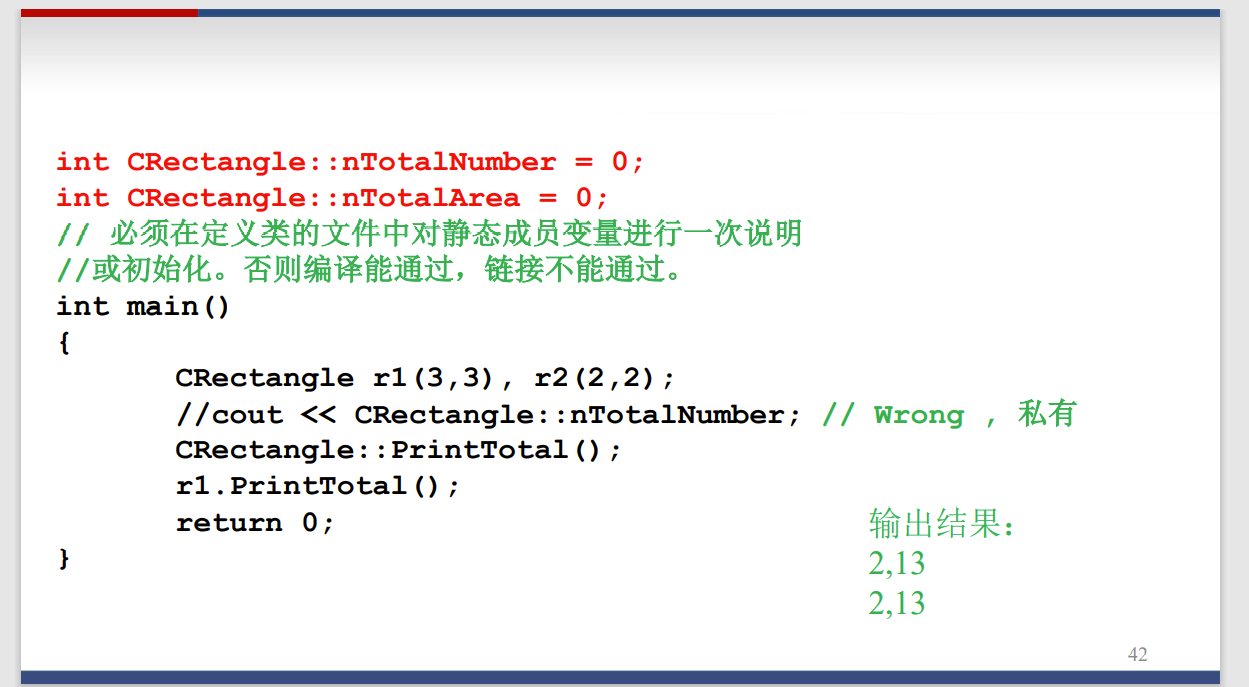 int CRectangle::nTotalNumber = 0;
int CRectangle::nTotalArea = 0;
// 必须在定义类的文件中对静态成员变量进行一次说明
//或初始化。否则编译能通过，链接不能通过。
int main()
{
CRectangle r1(3,3), r2(2,2);
//cout << CRectangle::nTotalNumber; // Wrong , 私有
CRectangle::PrintTotal();
r1.PrintTotal();
return 0;
}
输出结果：
2,13
2,13
42